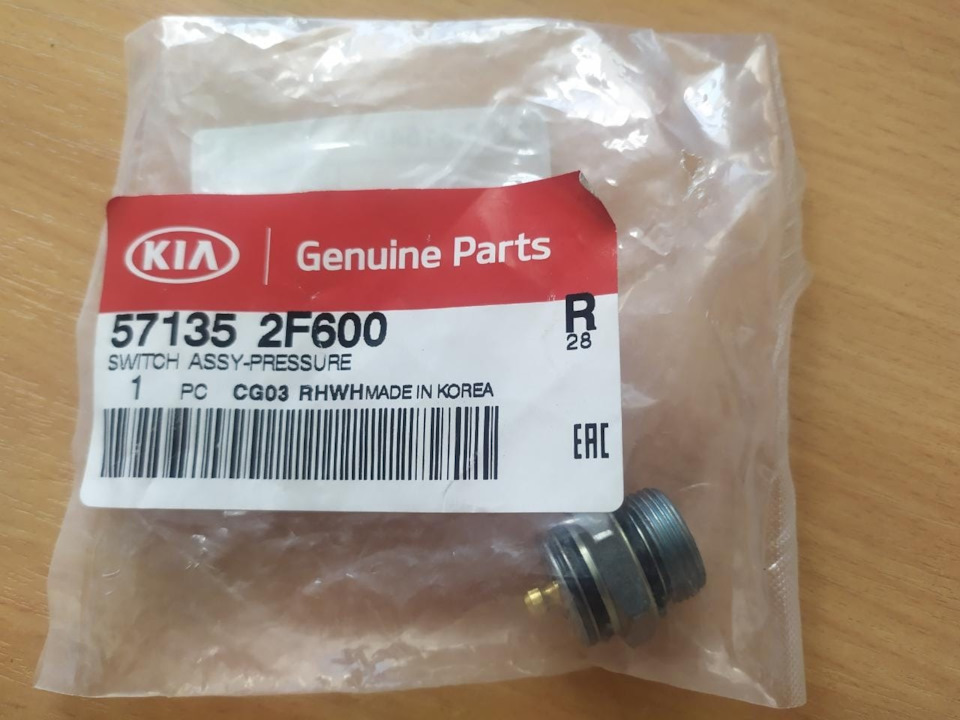 KIA Genuine Parts
57135 2F600 R
SWITCH ASSY-PRESSURE 28
1 PC CG03 RHWH MADE IN KOREA
EAC